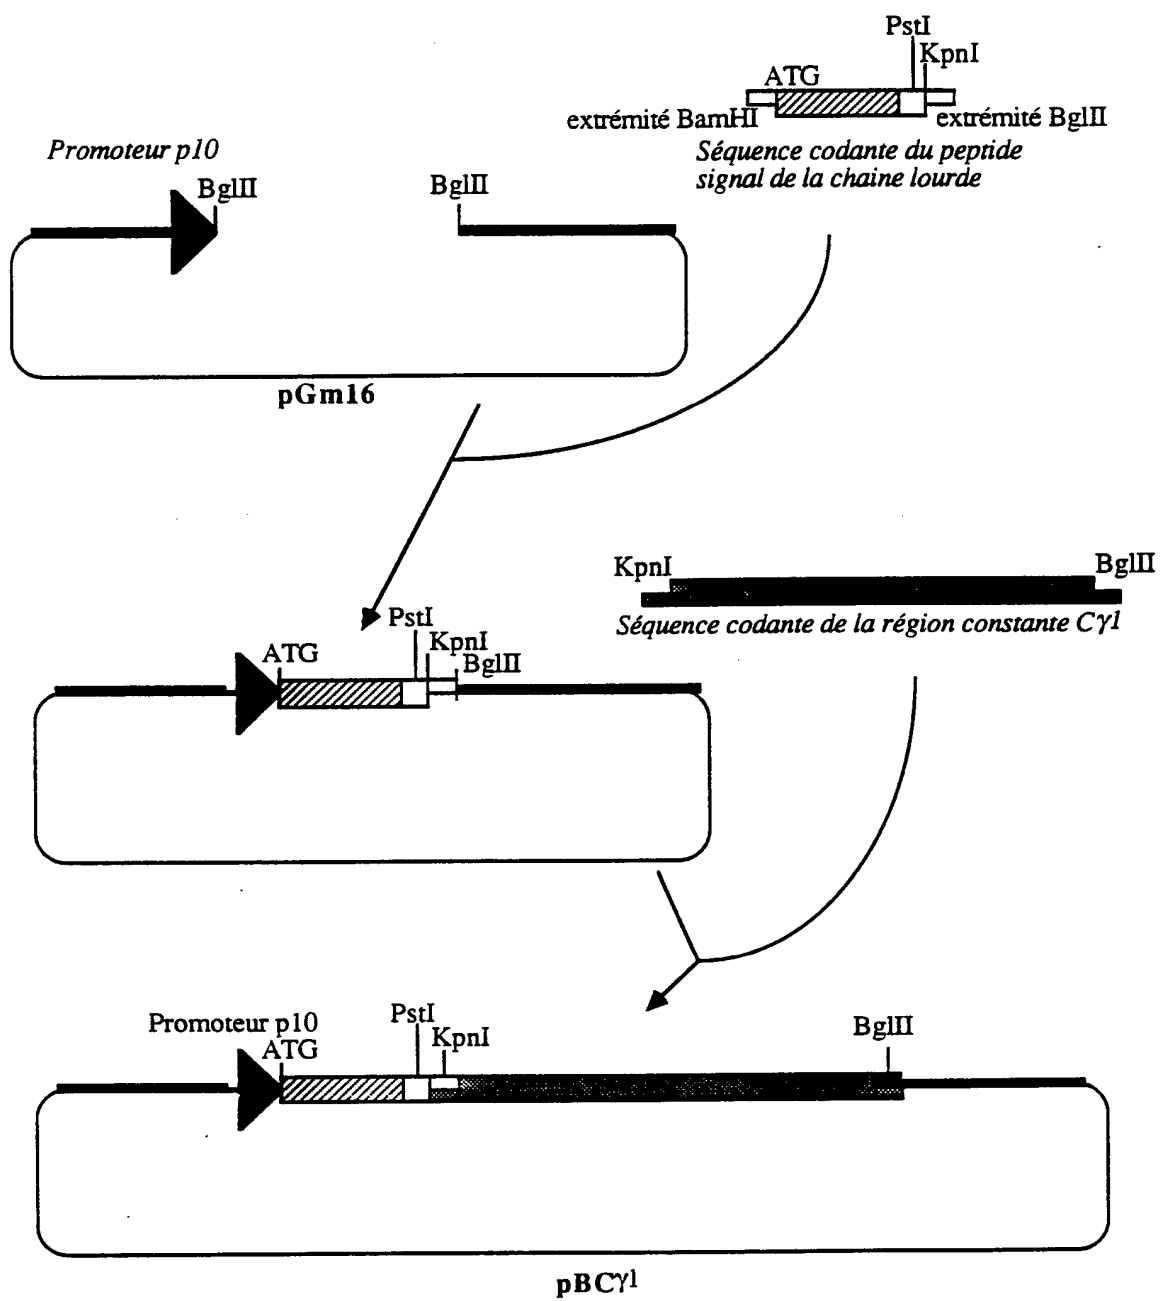 PstI
KpnI
ATG
extrémité BamHI
extrémité BglII
Séquence codante du peptide
signal de la chaine lourde
Promoteur p10
BglII
BglII
pGm16
KpnI
BglII
Séquence codante de la région constante Cγ1
PstI
KpnI
ATG
BglII
Promoteur p10
ATG
PstI
KpnI
BglII
pBCγ1